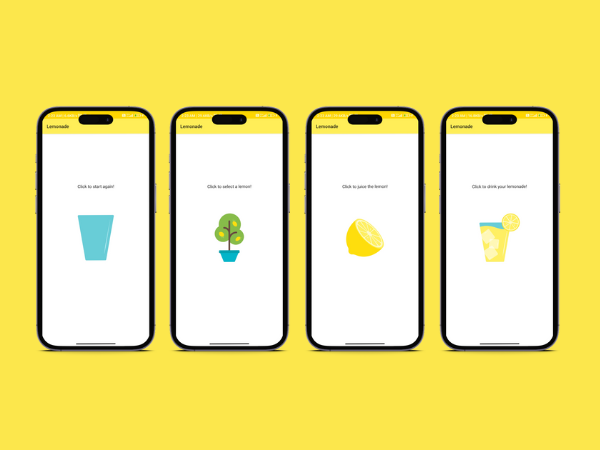 Lemonade
Click to start again!
Lemonade
Click to select a lemon!
Lemonade
Click to juice the lemon!
Lemonade
Click to drink your lemonade!